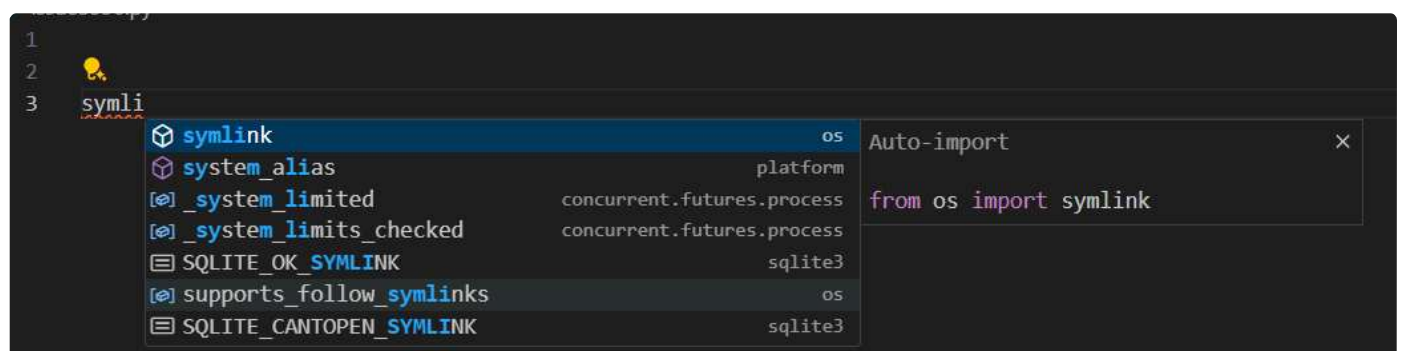 1
2
3 symli
symlink os
system_alias platform
_system_limited concurrent.futures.process
_system_limits_checked concurrent.futures.process
SQLITE_OK_SYMLINK sqlite3
supports_follow_symlinks os
SQLITE_CANTOPEN_SYMLINK sqlite3
Auto-import
from os import symlink